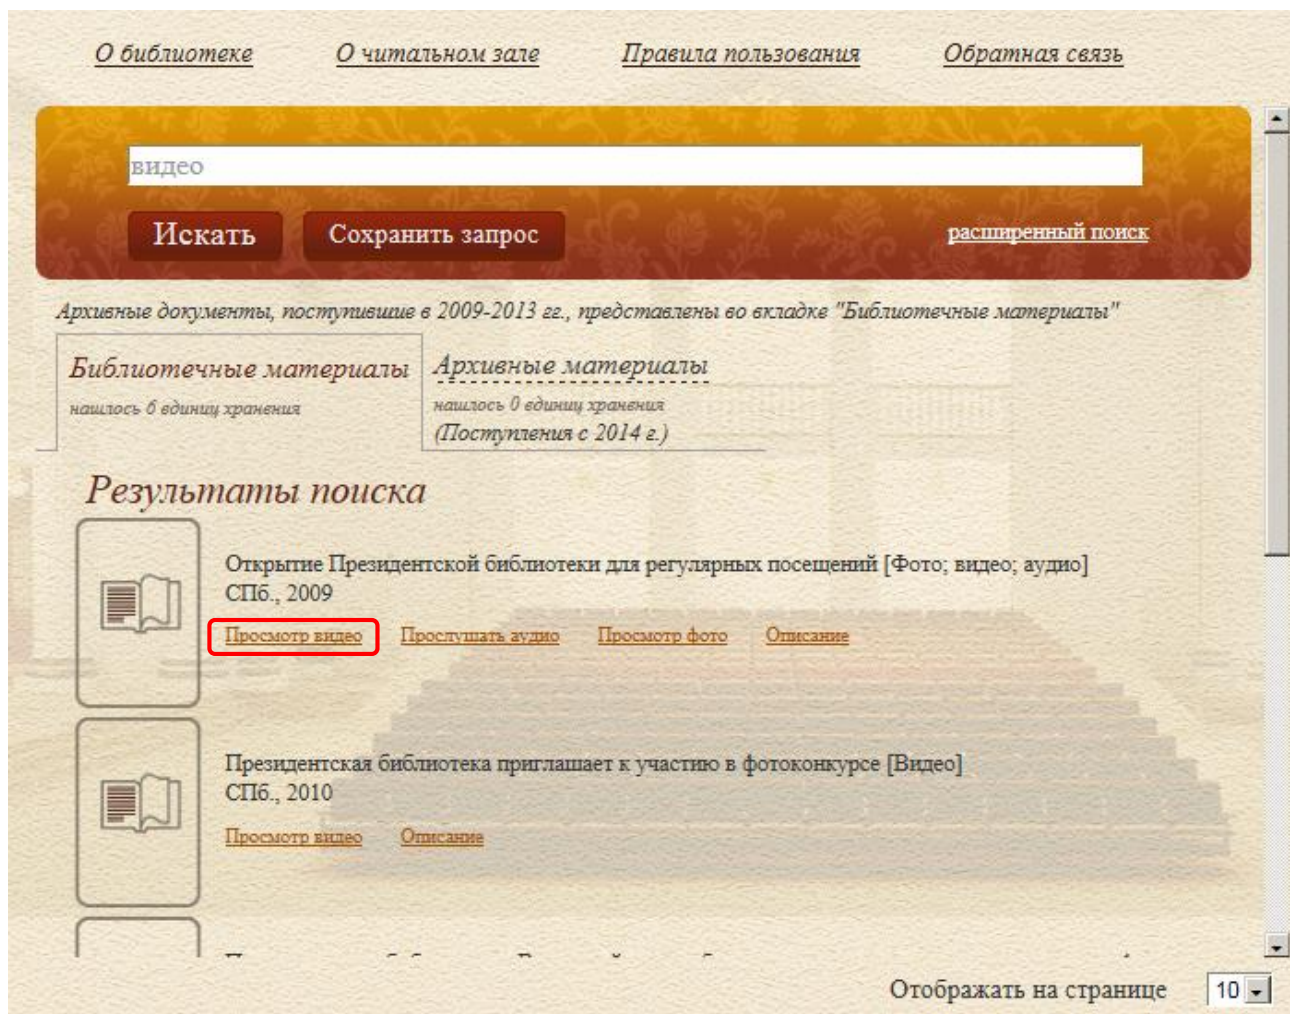 О библиотеке О читальном зале Правила пользования Обратная связь
видео
Искать Сохранить запрос расширенный поиск
Архивные документы, поступившие в 2009-2013 гг., представлены во вкладке "Библиотечные материалы"
Библиотечные материалы Архивные материалы
нашлось 6 единиц хранения нашлось 0 единиц хранения
(Поступления с 2014 г.)
Результаты поиска
Открытие Президентской библиотеки для регулярных посещений [Фото; видео; аудио]
СПб., 2009
Просмотр видео Прослушать аудио Просмотр фото Описание
Президентская библиотека приглашает к участию в фотоконкурсе [Видео]
СПб., 2010
Просмотр видео Описание
Отображать на странице 10